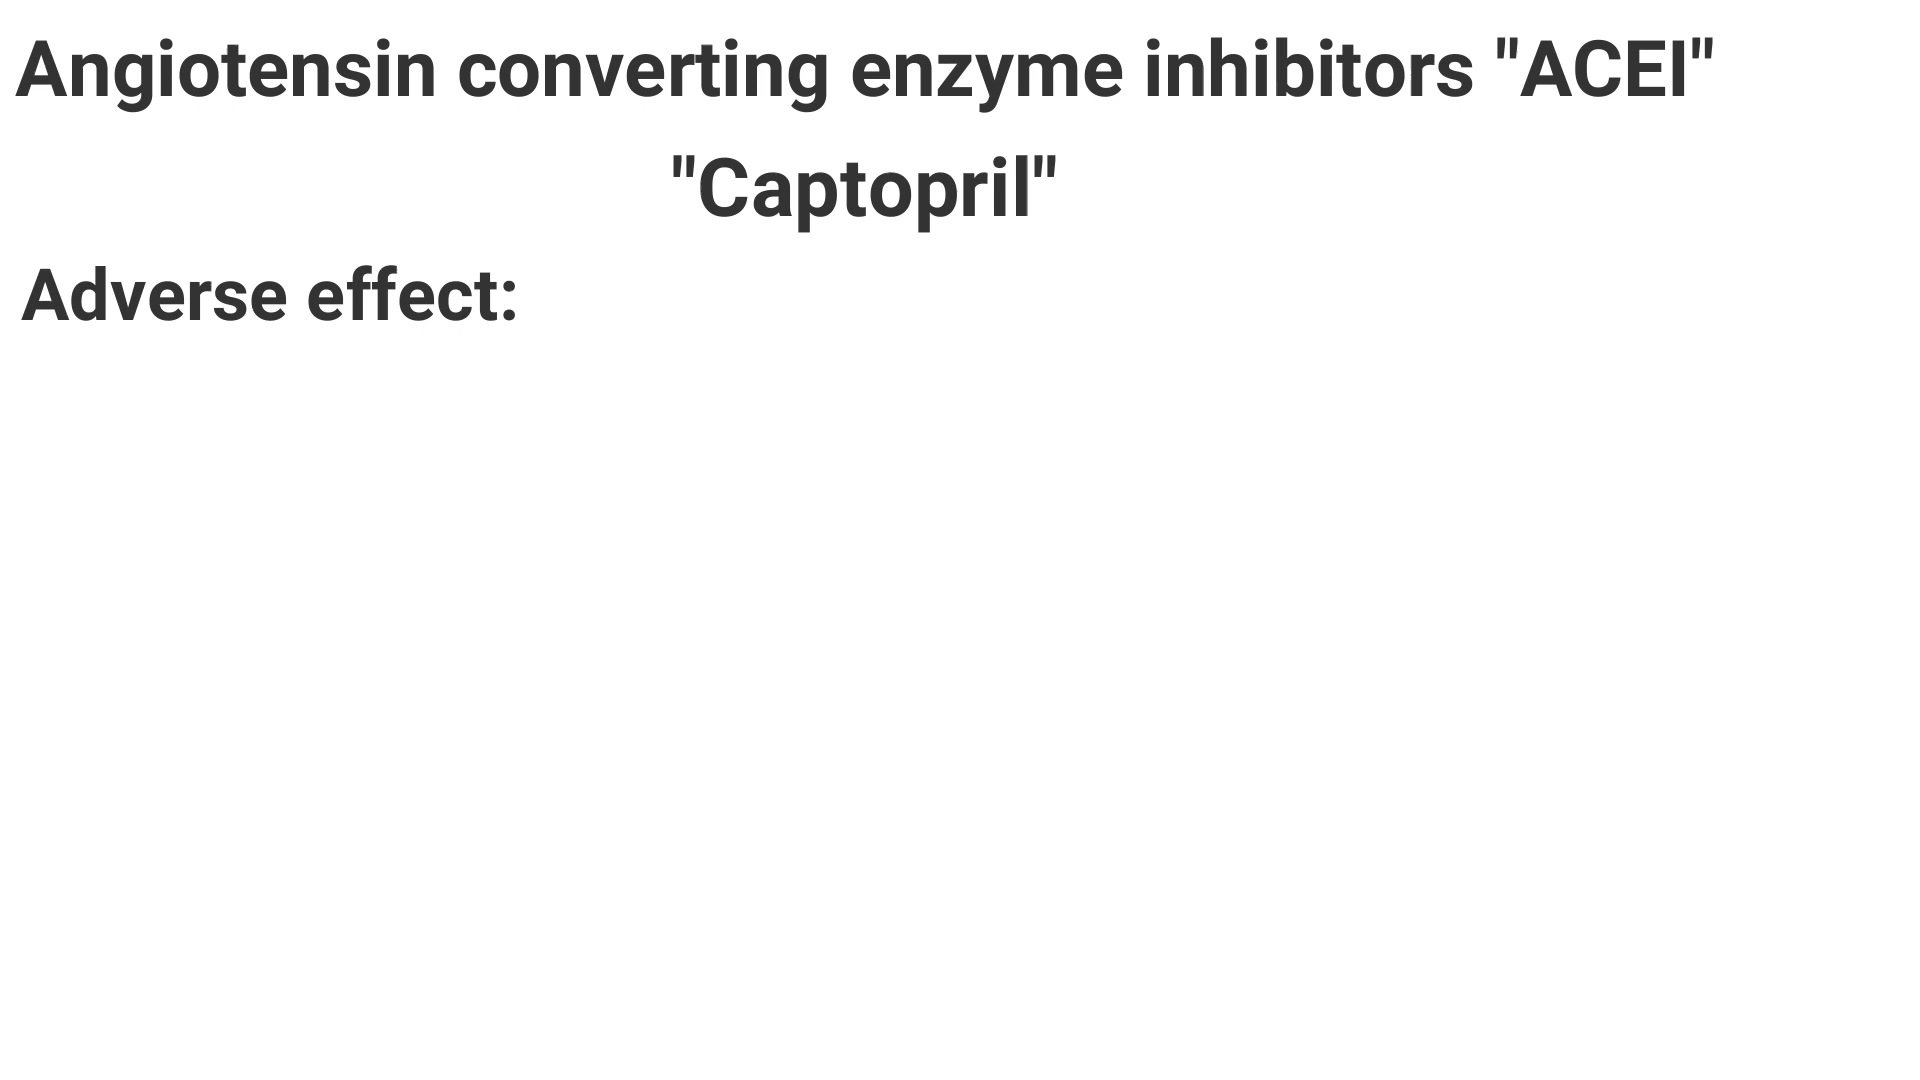 Angiotensin converting enzyme inhibitors "ACEI"
"Captopril"
Adverse effect: